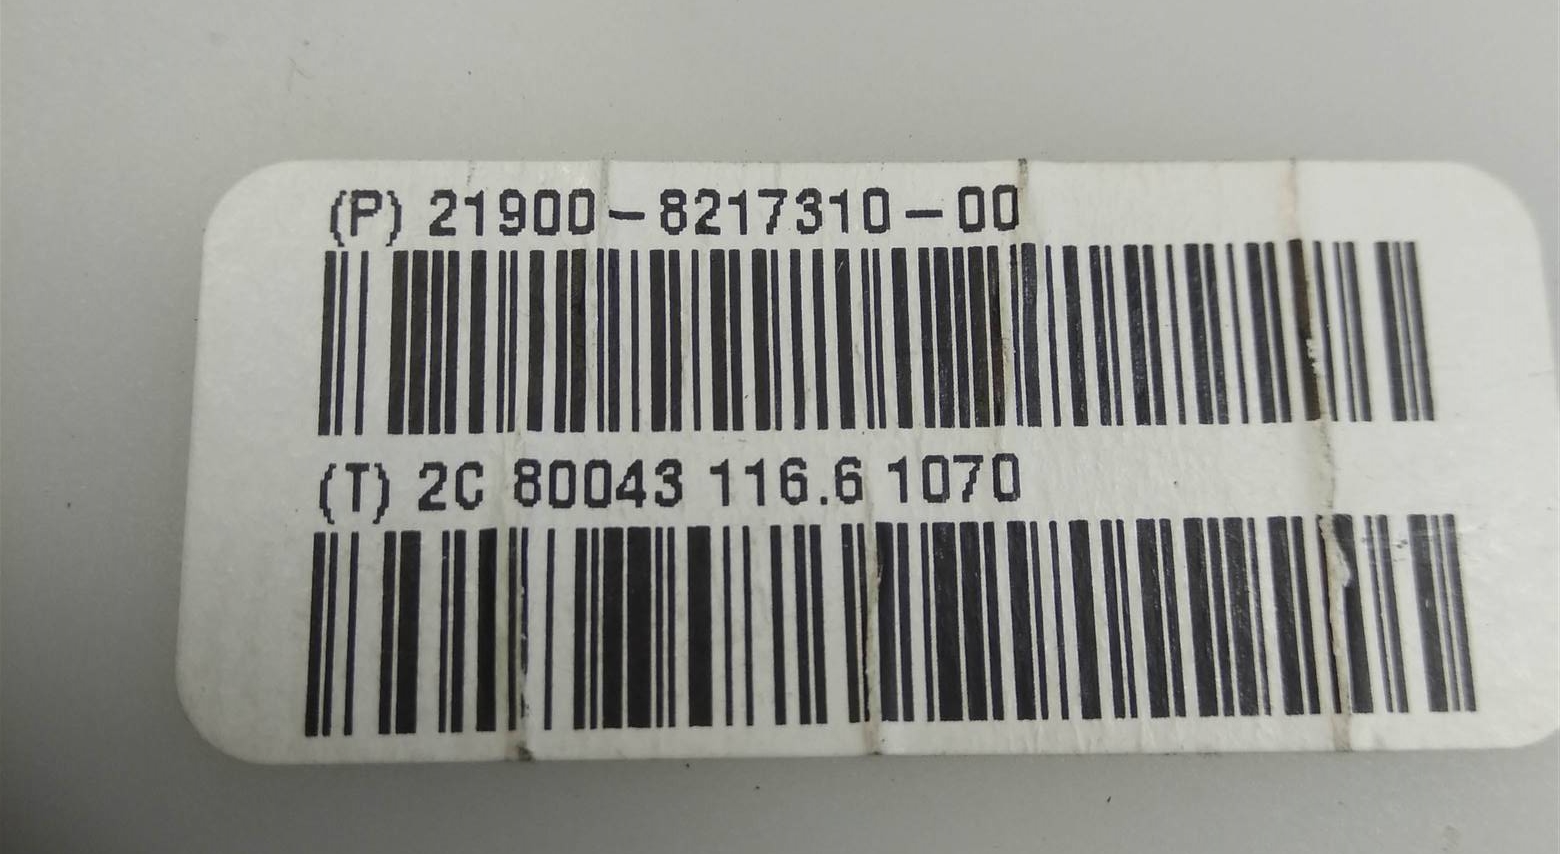 (P) 21900-8217310-00
(T) 2C 80043 116.6 1070